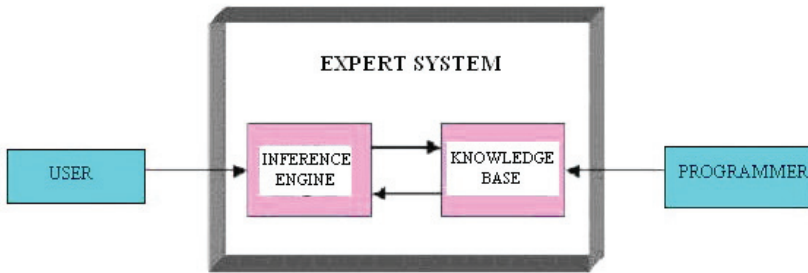 EXPERT SYSTEM
USER
INFERENCE
ENGINE
KNOWLEDGE
BASE
PROGRAMMER